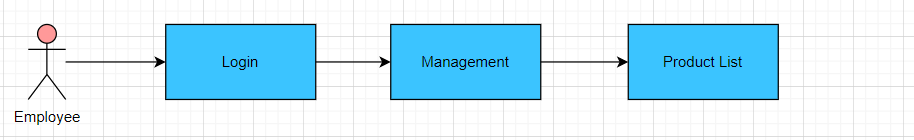 Login
Management
Product List
Employee